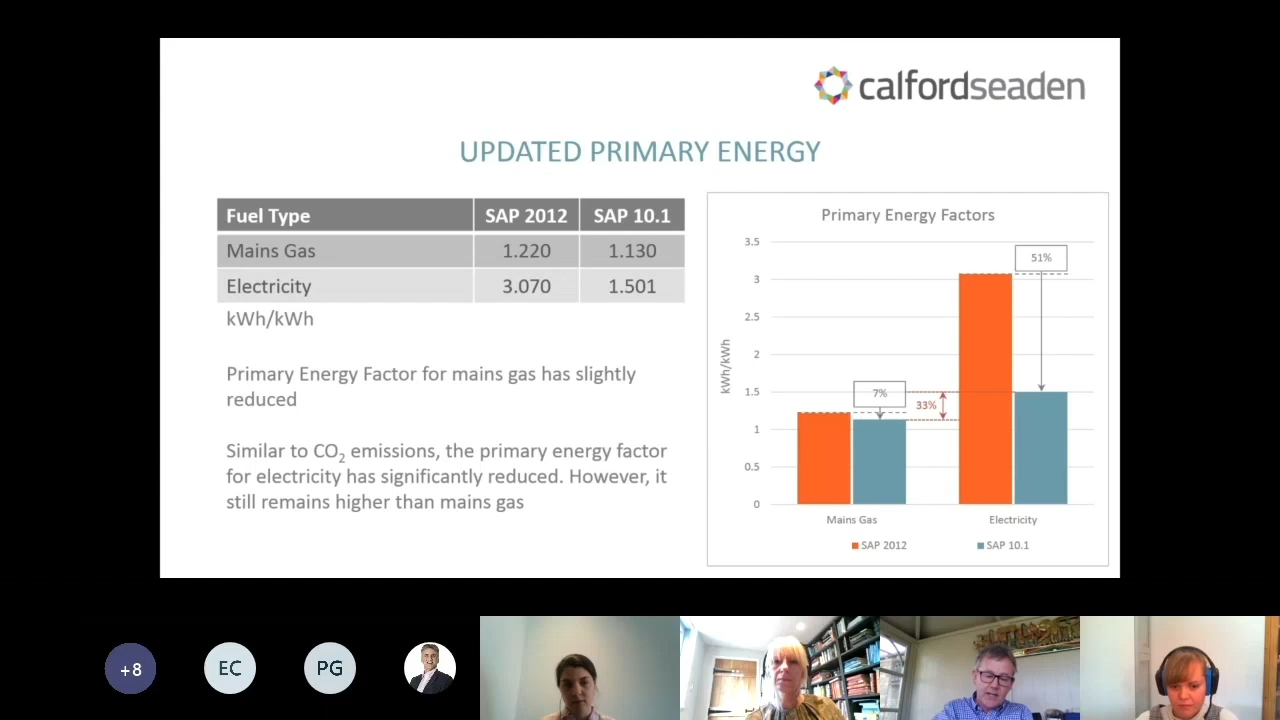 calfordseaden
UPDATED PRIMARY ENERGY
Fuel Type SAP 2012 SAP 10.1
Mains Gas 1.220 1.130
Electricity 3.070 1.501
kWh/kWh
Primary Energy Factor for mains gas has slightly
reduced
Similar to CO2 emissions, the primary energy factor
for electricity has significantly reduced. However, it
still remains higher than mains gas
Primary Energy Factors
3.5
3
2.5
2
1.5
1
0.5
0
kWh/kWh
7%
33%
51%
Mains Gas Electricity
SAP 2012 SAP 10.1
+8
EC
PG